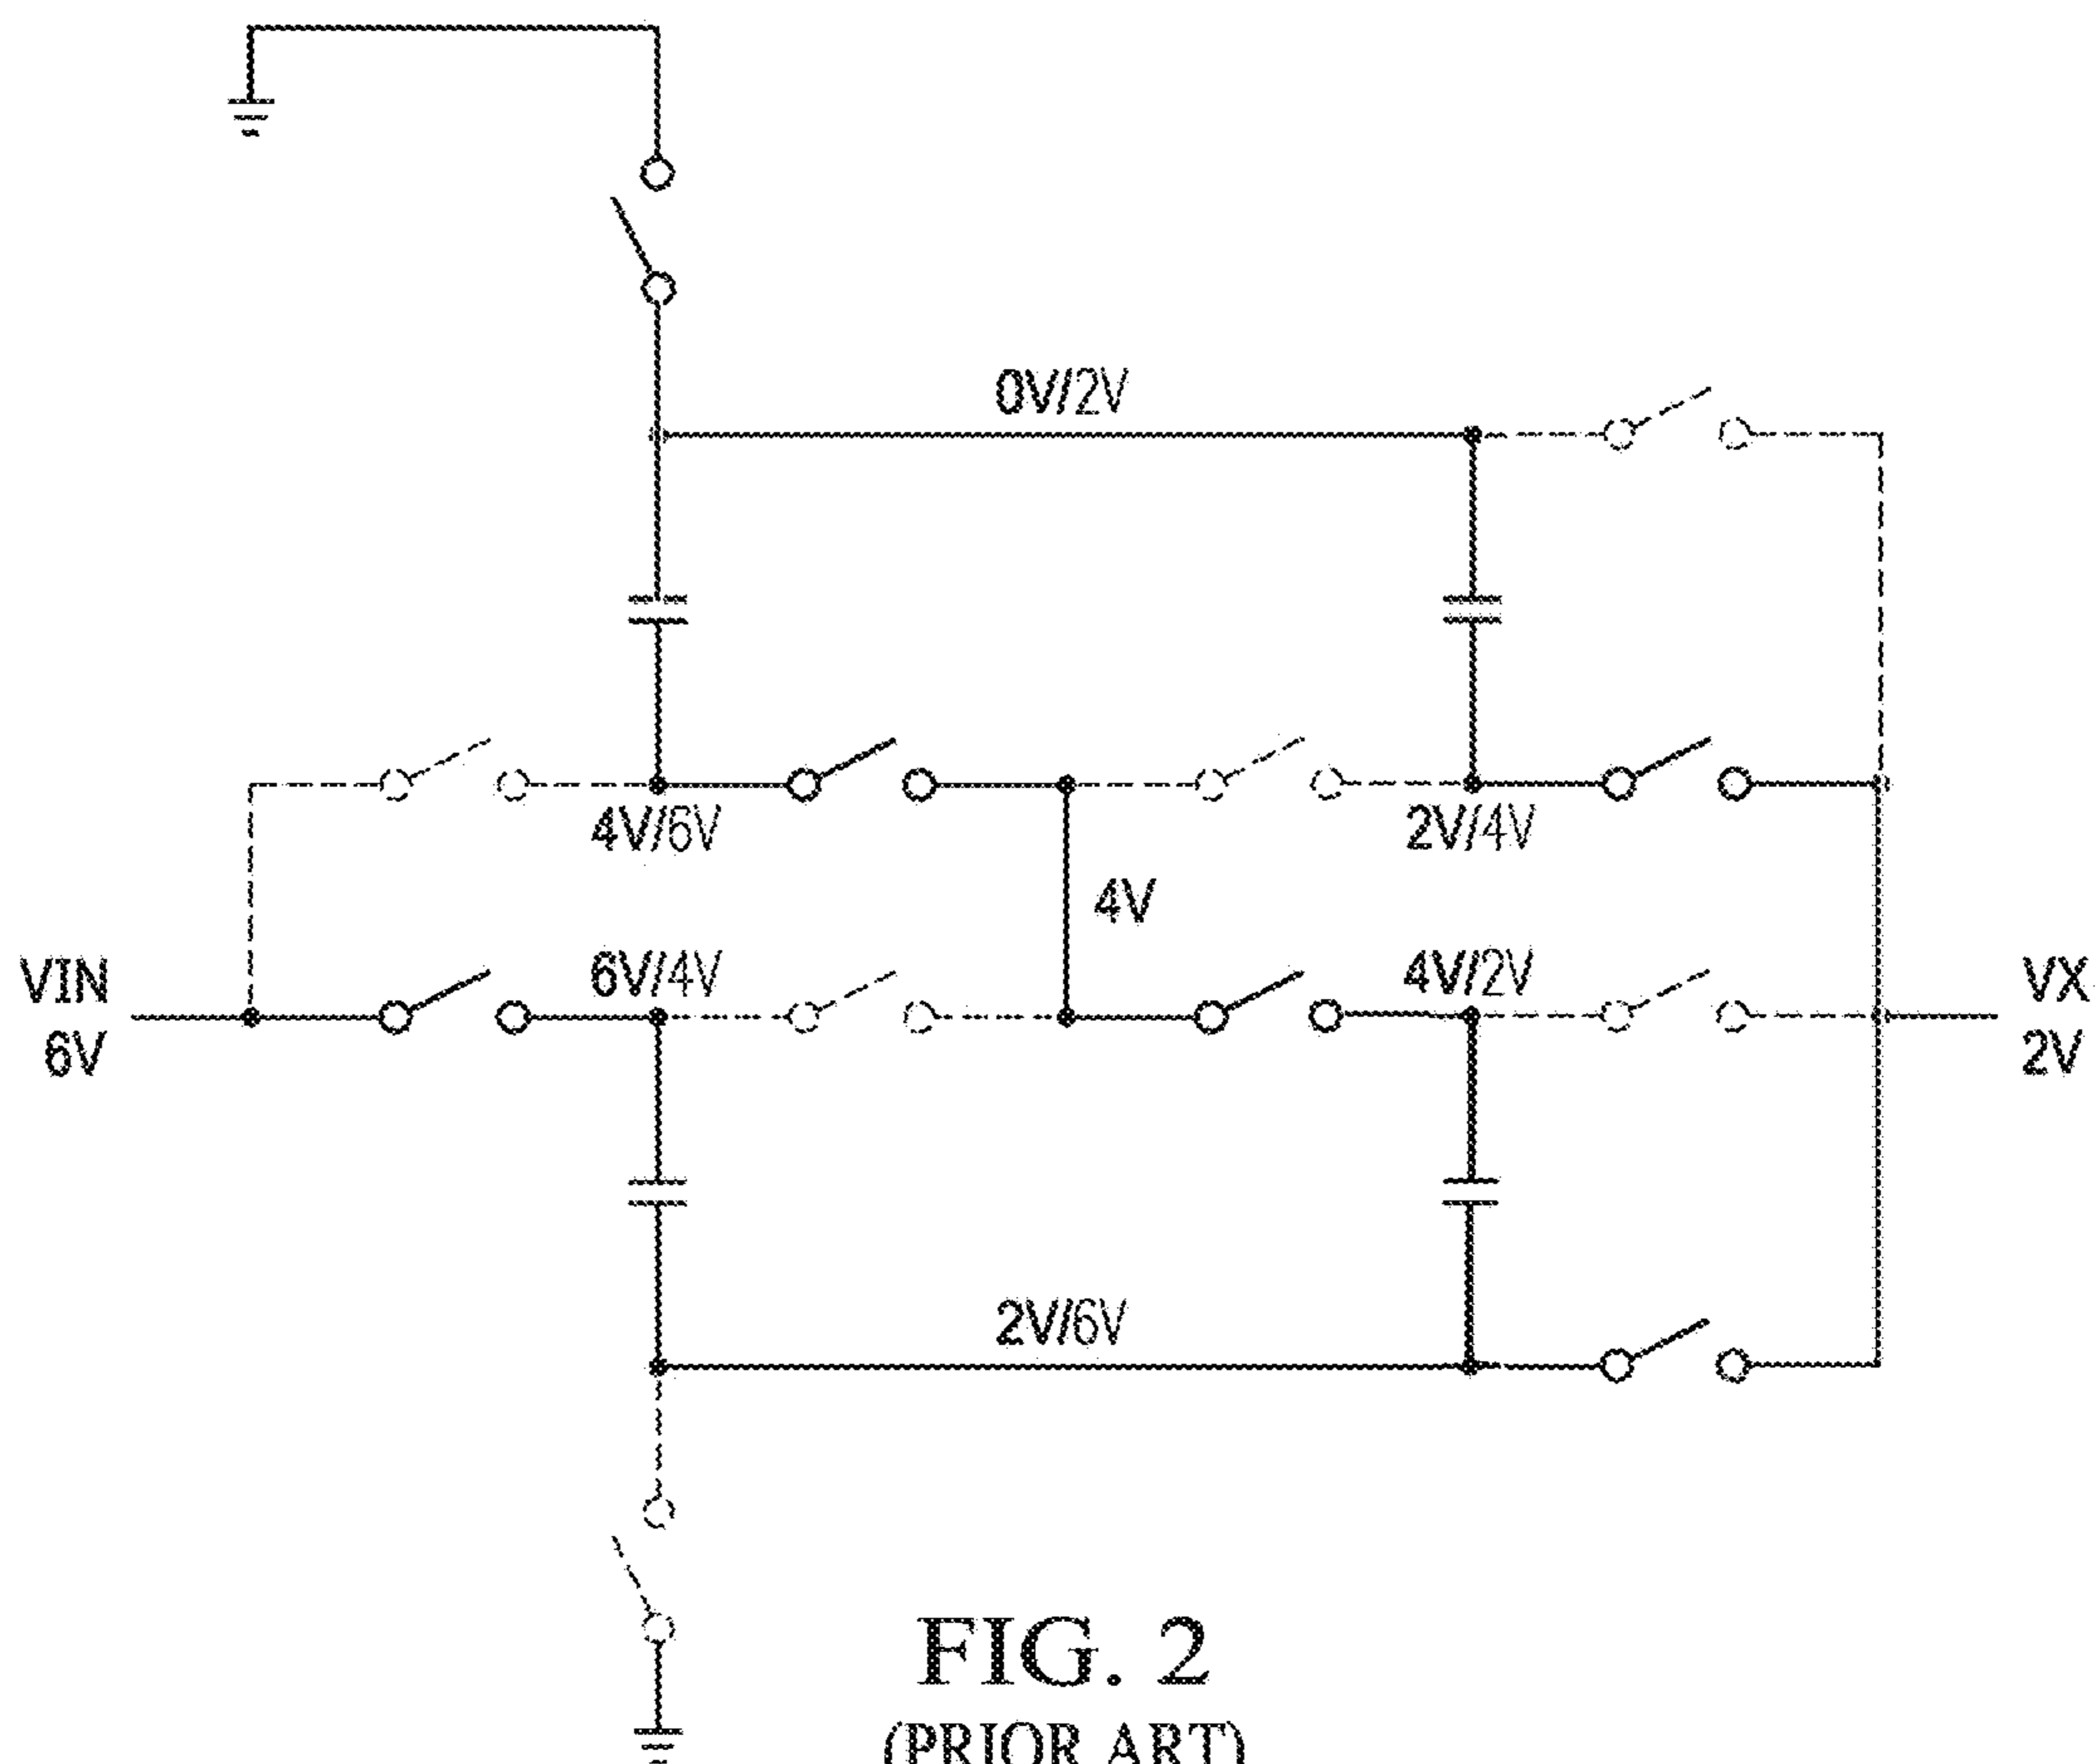 0V/2V
4V/6V
2V/4V
4V
VIN
6V
6V/4V
4V/2V
VX
2V
2V/6V
FIG. 2
(PRIOR ART)